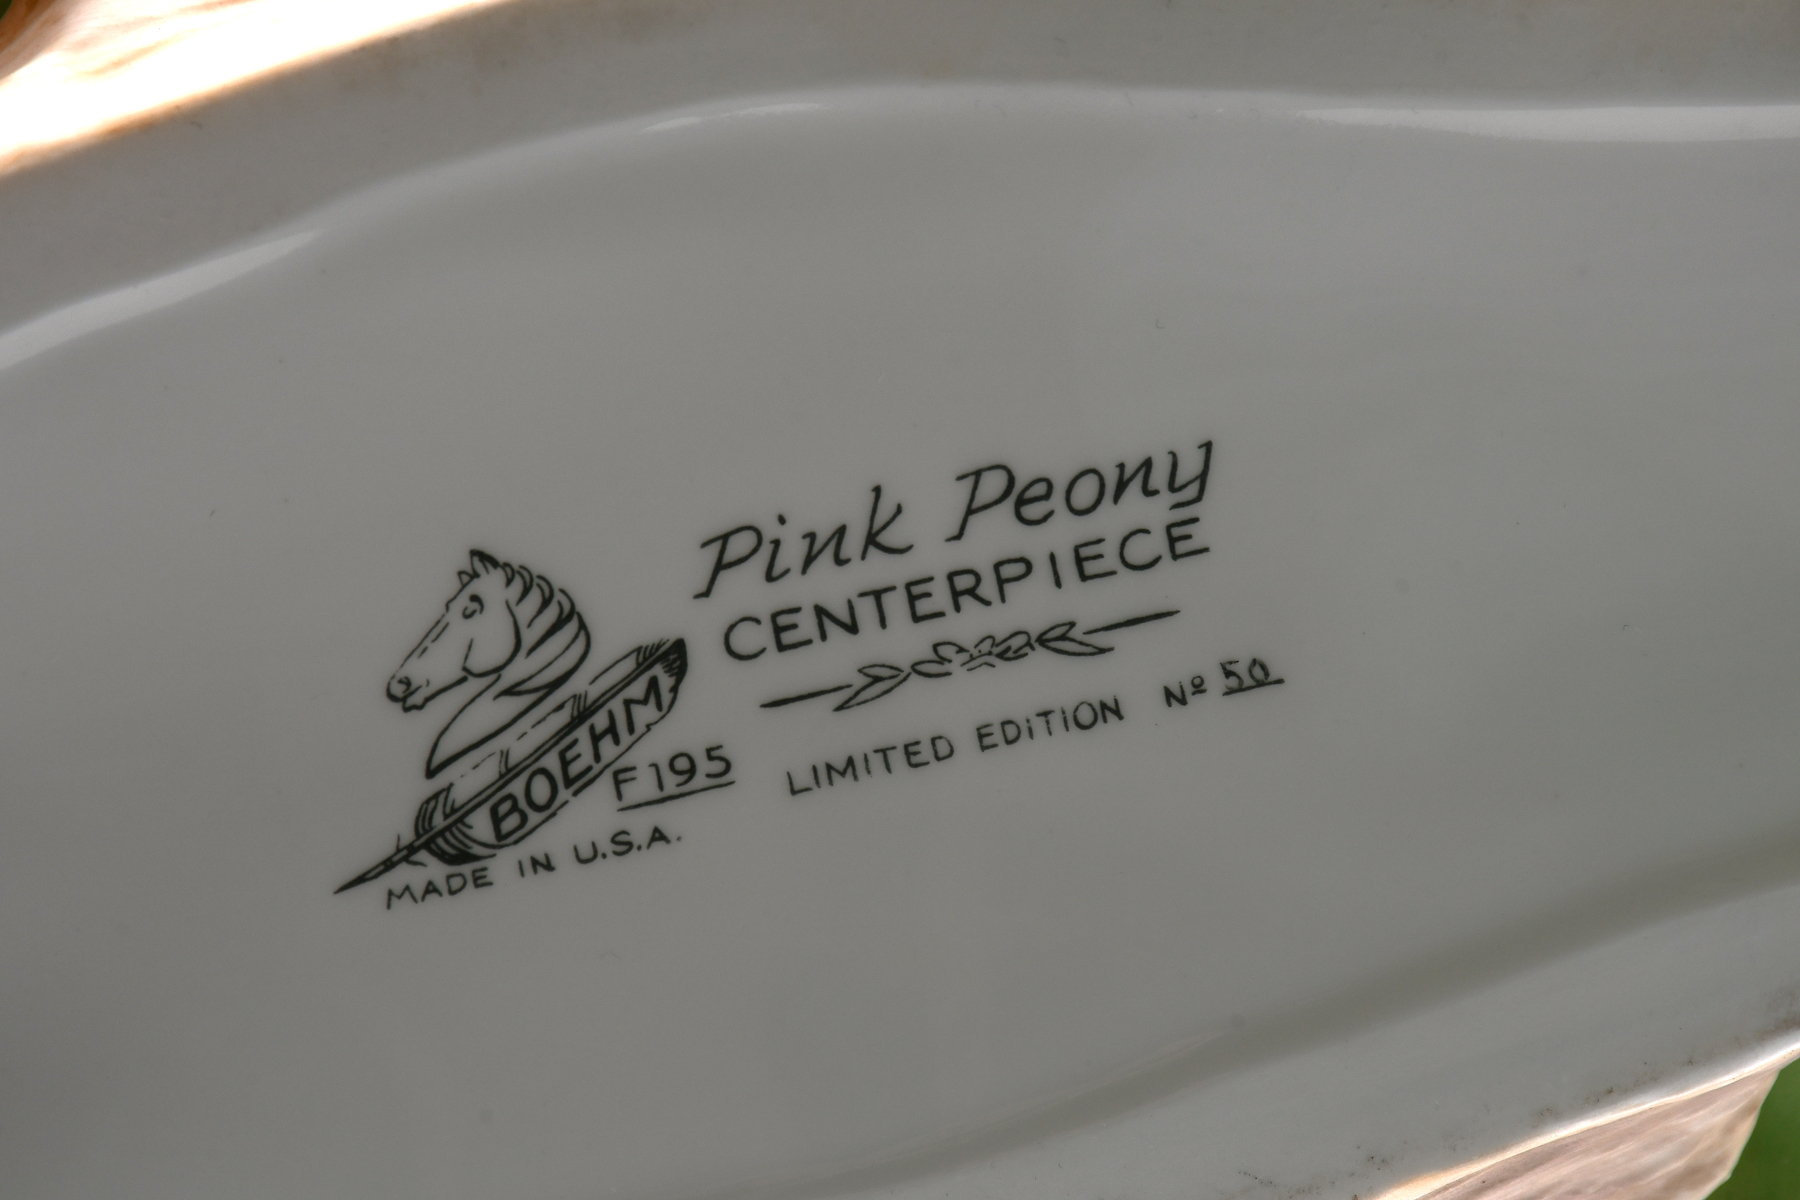 Pink Peony
CENTERPIECE
LIMITED EDITION Nº 50
BOEHM
F195
MADE IN U.S.A.